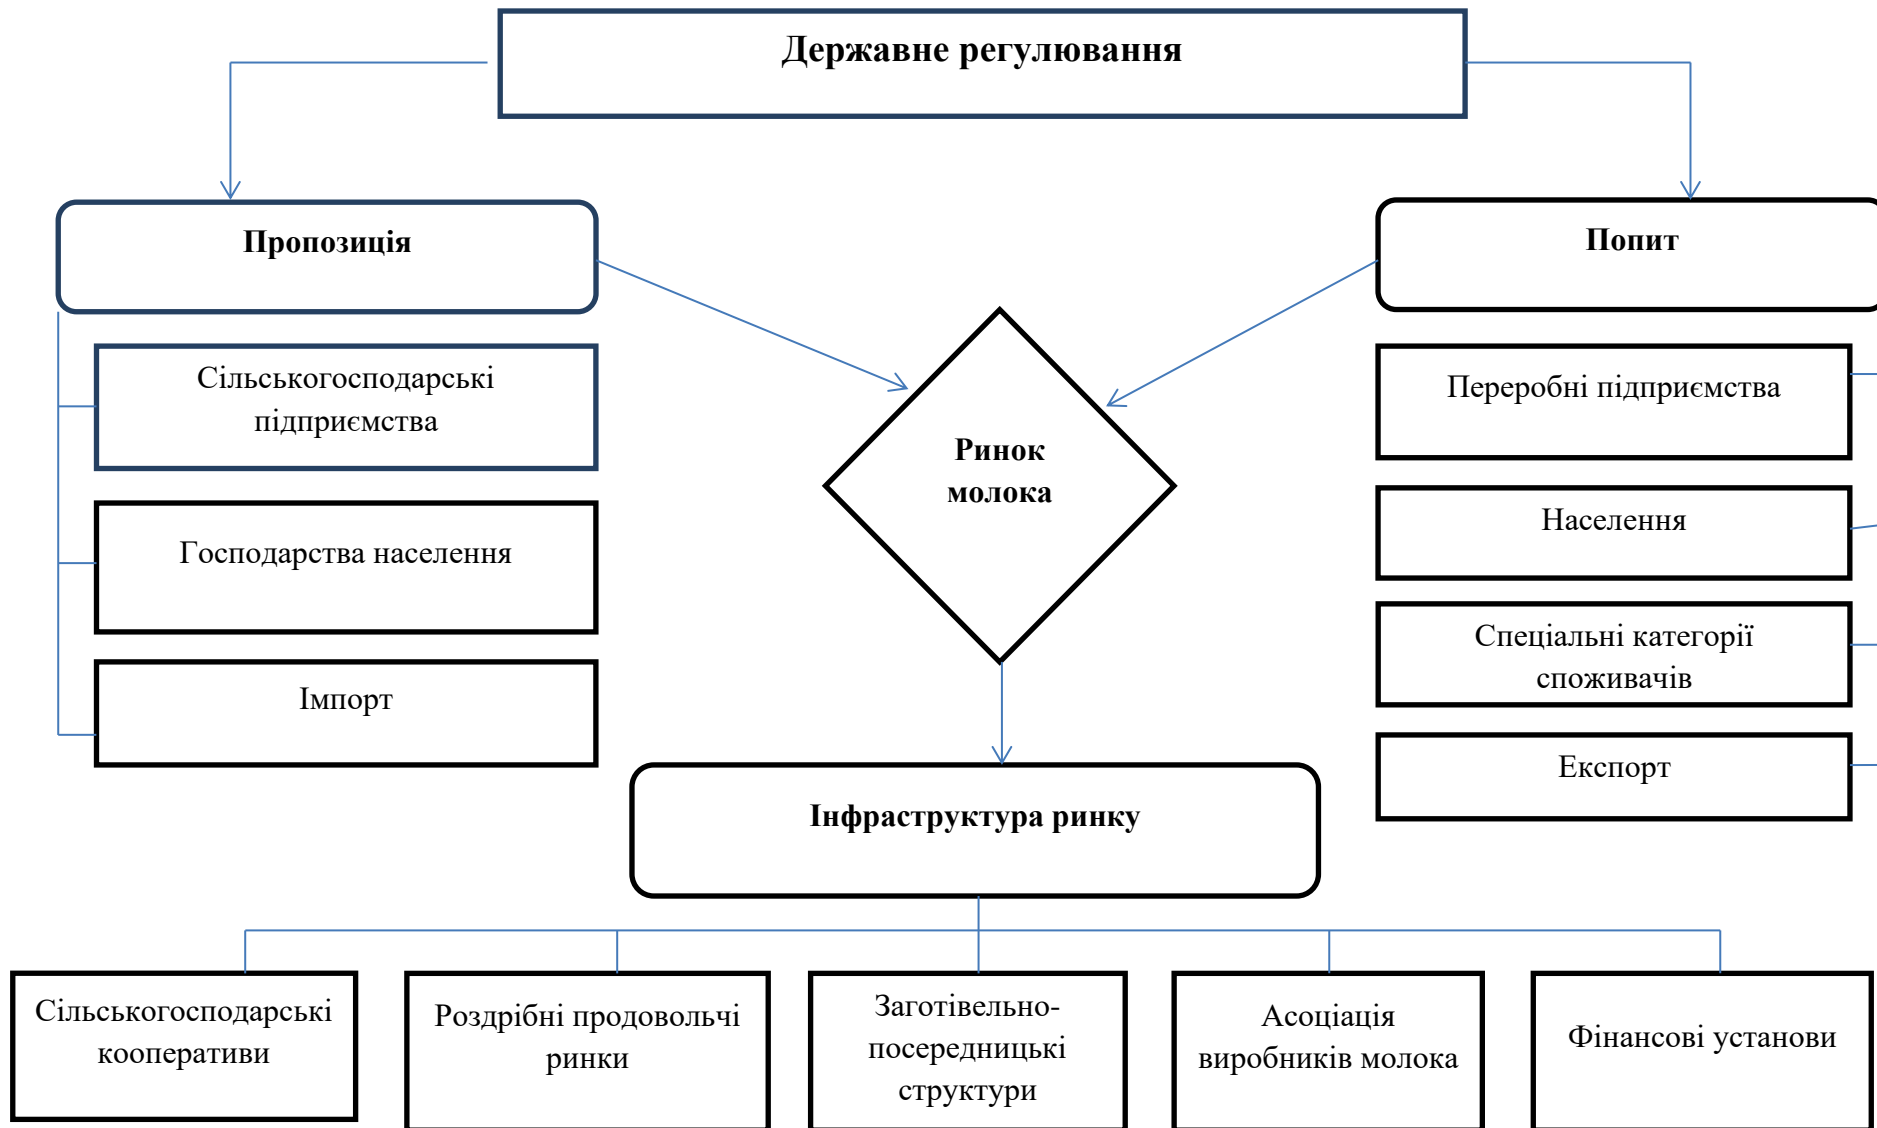 Державне регулювання
Пропозиція
Попит
Сільськогосподарські
підприємства
Господарства населення
Імпорт
Ринок
молока
Переробні підприємства
Населення
Спеціальні категорії
споживачів
Експорт
Інфраструктура ринку
Сільськогосподарські
кооперативи
Роздрібні продовольчі
ринки
Заготівельно-
посередницькі
структури
Асоціація
виробників молока
Фінансові установи